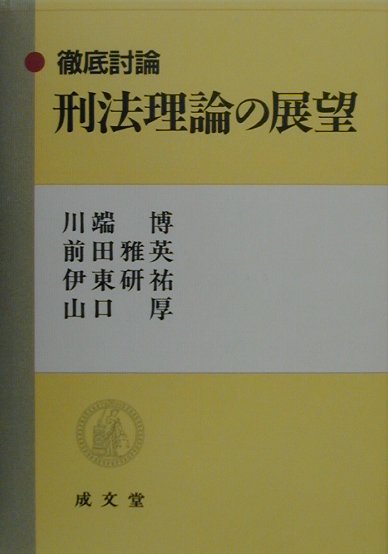 徹底討論
刑法理論の展望
川端 博
前田雅英
伊東研祐
山口 厚
成文堂